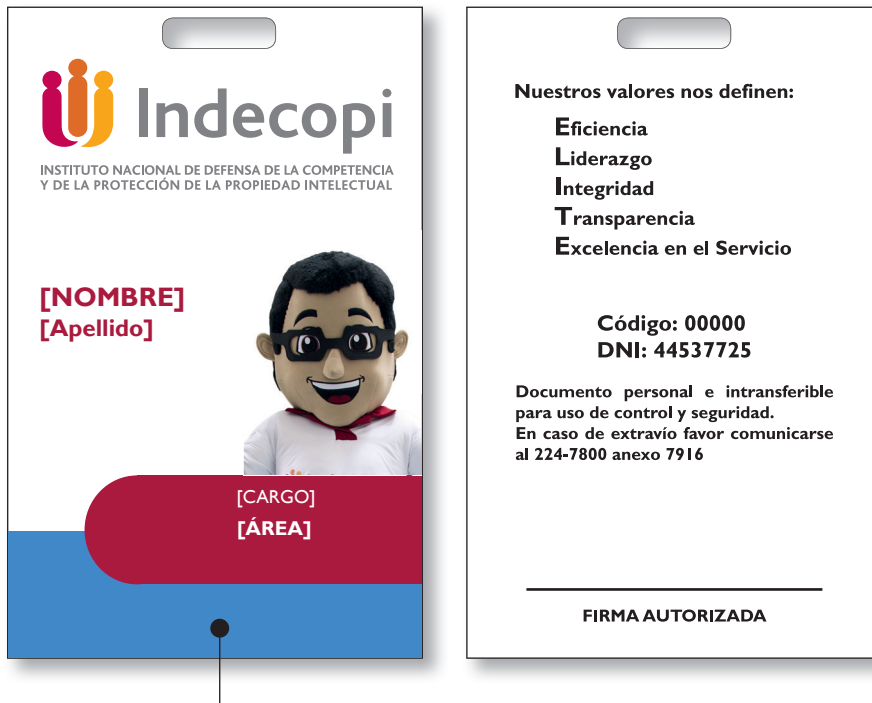 Indecopi
INSTITUTO NACIONAL DE DEFENSA DE LA COMPETENCIA
Y DE LA PROTECCIÓN DE LA PROPIEDAD INTELECTUAL
[NOMBRE]
[Apellido]
[CARGO]
[ÁREA]
Nuestros valores nos definen:
Eficiencia
Liderazgo
Integridad
Transparencia
Excelencia en el Servicio
Código: 00000
DNI: 44537725
Documento personal e intransferible
para uso de control y seguridad.
En caso de extravío favor comunicarse
al 224-7800 anexo 7916
FIRMA AUTORIZADA